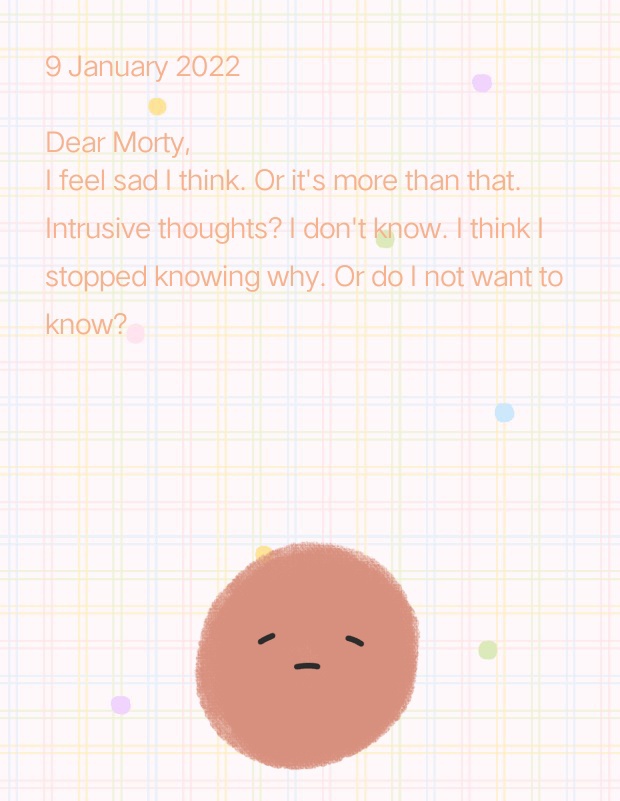 9 January 2022
Dear Morty,
I feel sad I think. Or it's more than that.
Intrusive thoughts? I don't know. I think I
stopped knowing why. Or do I not want to
know?